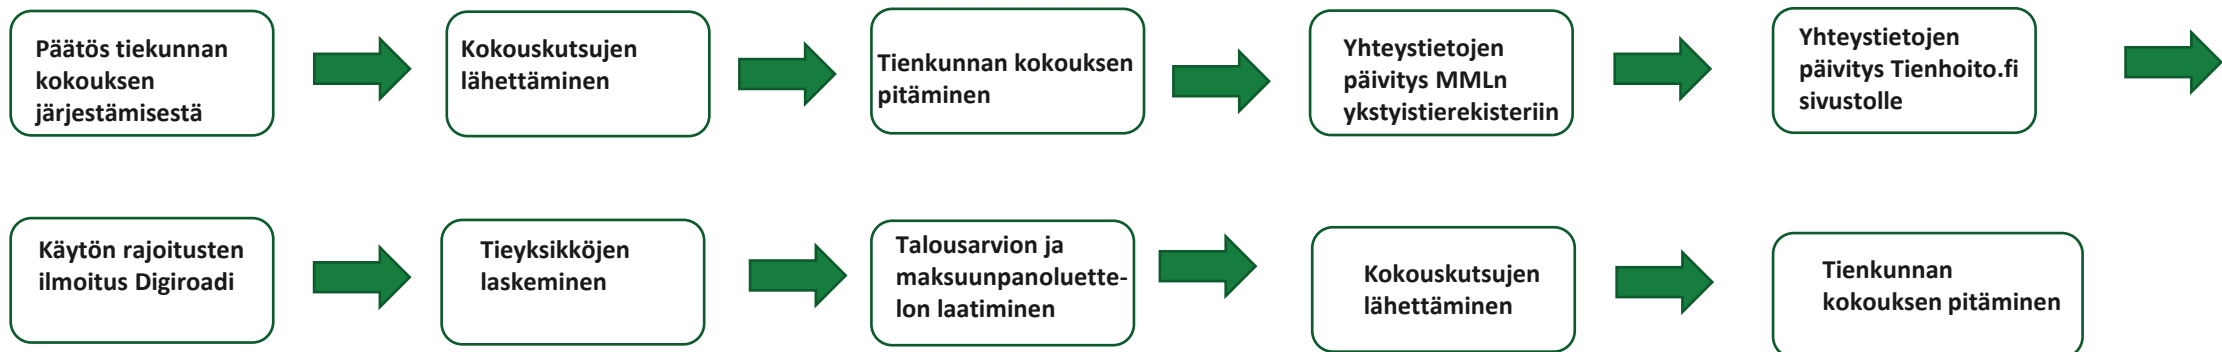 Päätös tiekunnan
kokouksen
järjestämisestä
Kokouskutsujen
lähettäminen
Tienkunnan kokouksen
pitäminen
Yhteystietojen
päivitys MMLn
ykstyistierekisteriin
Yhteystietojen
päivitys Tienhoito.fi
sivustolle
Käytön rajoitusten
ilmoitus Digiroadi
Tieyksikköjen
laskeminen
Talousarvion ja
maksuunpanoluette-
lon laatiminen
Kokouskutsujen
lähettäminen
Tienkunnan
kokouksen pitäminen